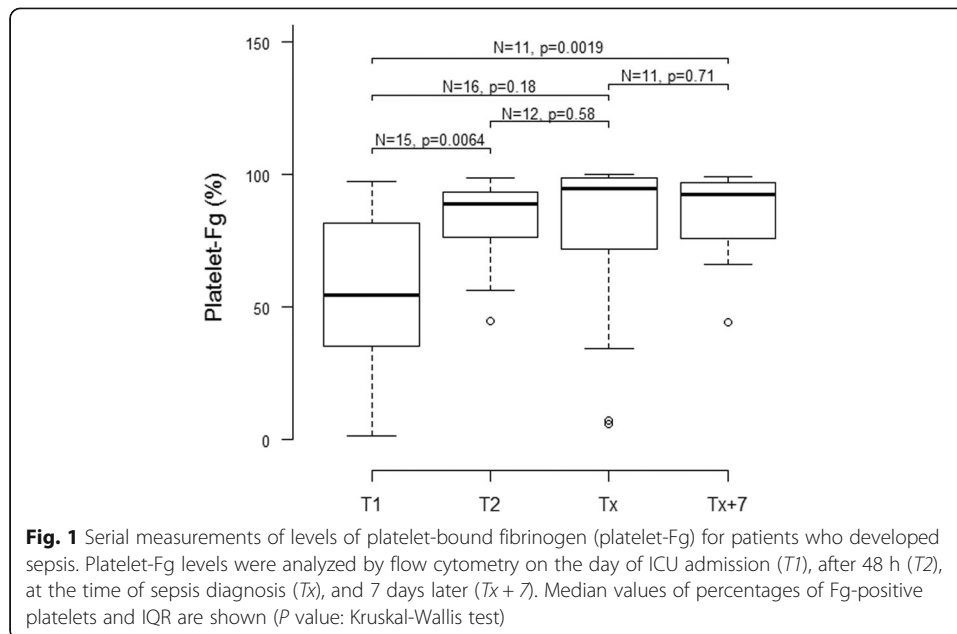 150
N=11, p=0.0019
N=11, p=0.71
N=16, p=0.18
N=12, p=0.58
N=15, p=0.0064
100
Platelet-Fg (%)
50
0
T1 T2 Tx Tx+7
Fig. 1 Serial measurements of levels of platelet-bound fibrinogen (platelet-Fg) for patients who developed
sepsis. Platelet-Fg levels were analyzed by flow cytometry on the day of ICU admission (T1), after 48 h (T2),
at the time of sepsis diagnosis (Tx), and 7 days later (Tx + 7). Median values of percentages of Fg-positive
platelets and IQR are shown (P value: Kruskal-Wallis test)